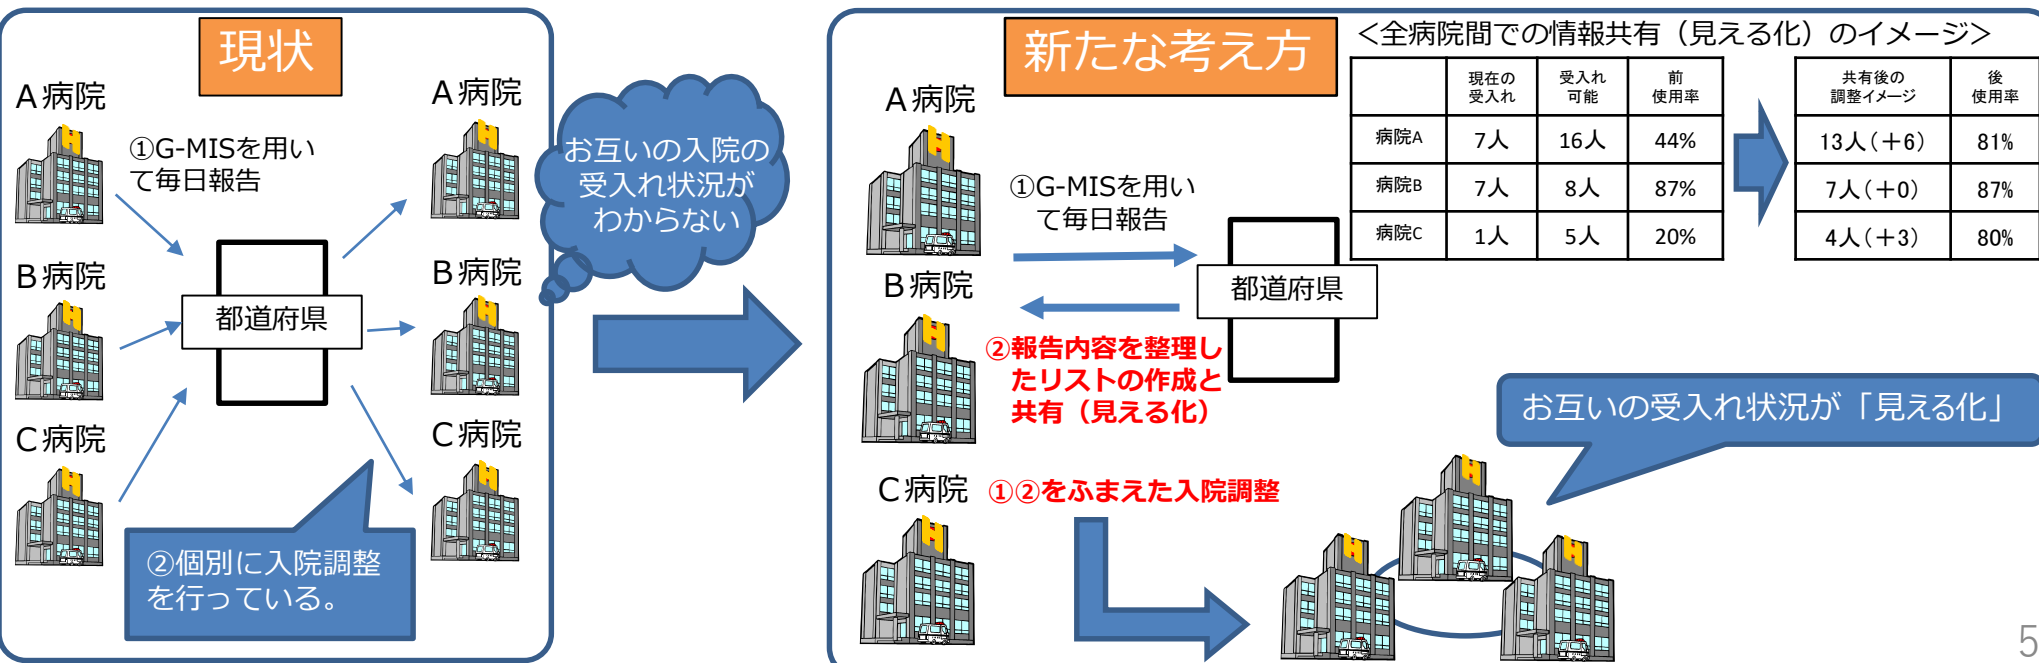 現状
A病院
①G-MISを用い
て毎日報告
B病院
C病院
都道府県
A病院
B病院
C病院
②個別に入院調整
を行っている。
お互いの入院の
受入れ状況が
わからない
新たな考え方
A病院
①G-MISを用い
て毎日報告
B病院
都道府県
②報告内容を整理し
たリストの作成と
共有（見える化）
C病院
①②をふまえた入院調整
＜全病院間での情報共有（見える化）のイメージ＞
現在の
受入れ
受入れ
可能
前
使用率
共有後の
調整イメージ
後
使用率
病院A 7人 16人 44% 13人（＋6） 81%
病院B 7人 8人 87% 7人（＋0） 87%
病院C 1人 5人 20% 4人（＋3） 80%
お互いの受入れ状況が「見える化」
H
H
H
H
H
H
H
H
H
H
H
H
5